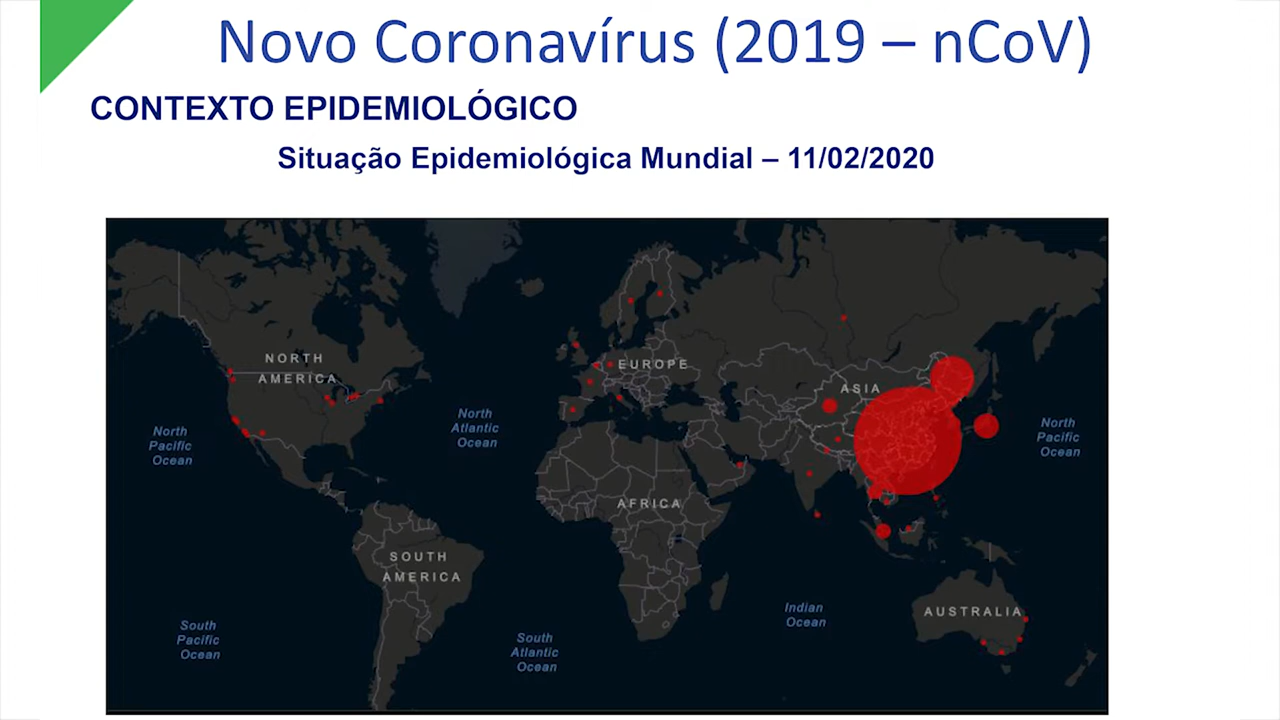 Novo Coronavírus (2019 – nCoV)
CONTEXTO EPIDEMIOLÓGICO
Situação Epidemiológica Mundial – 11/02/2020
NORTH
AMERICA
EUROPE
ASIA
North
Pacific
Ocean
North
Atlantic
Ocean
North
Pacific
Ocean
AFRICA
SOUTH
AMERICA
Indian
Ocean
AUSTRALIA
South
Pacific
Ocean
South
Atlantic
Ocean